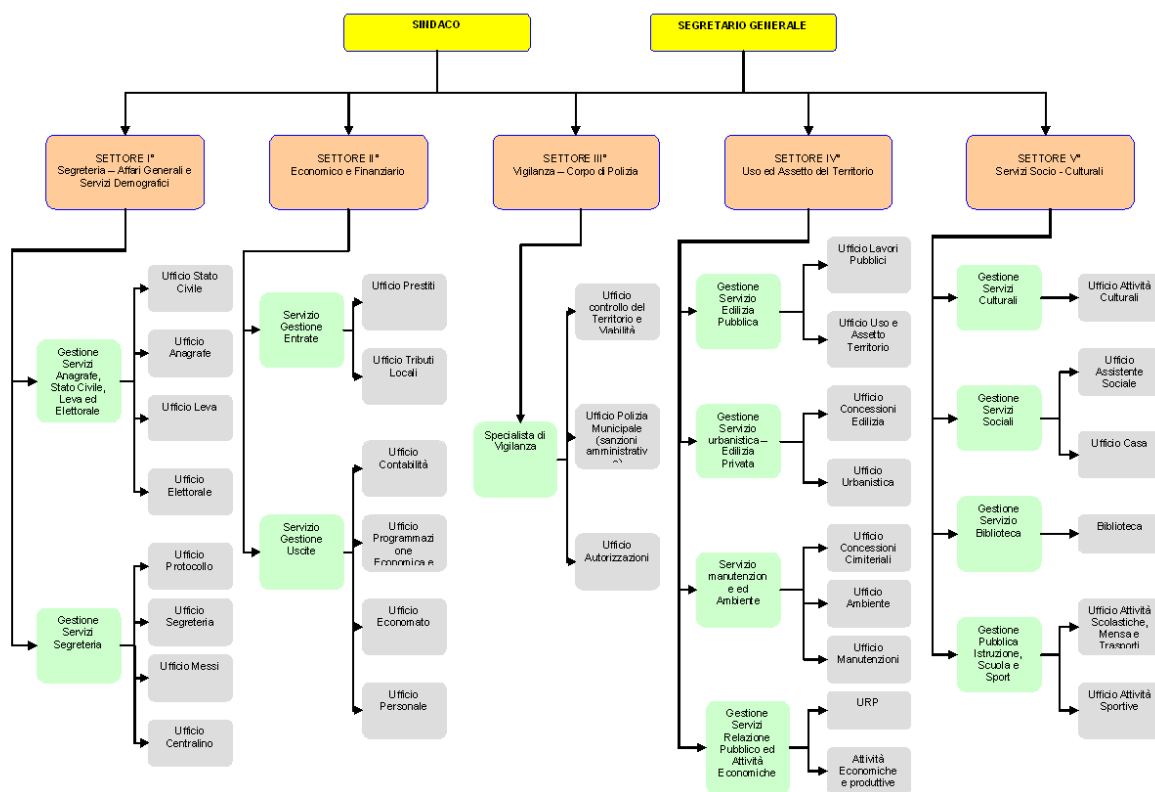 SINDACO
SEGRETARIO GENERALE
SETTORE I°
Segreteria – Affari Generali e
Servizi Demografici
SETTORE II°
Economico e Finanziario
SETTORE III°
Vigilanza – Corpo di Polizia
SETTORE IV°
Uso ed Assetto del Territorio
SETTORE V°
Servizi Socio - Culturali
Gestione
Servizi
Anagrafe,
Stato Civile,
Leva ed
Elettorale
Ufficio Stato
Civile
Ufficio
Anagrafe
Ufficio Leva
Ufficio
Elettorale
Gestione
Servizi
Segreteria
Ufficio
Protocollo
Ufficio
Segreteria
Ufficio Messi
Ufficio
Centralino
Servizio
Gestione
Entrate
Ufficio Prestiti
Ufficio Tributi
Locali
Servizio
Gestione
Uscite
Ufficio
Contabilità
Ufficio
Programmazi
one
Economica e
Ufficio
Economato
Ufficio
Personale
Specialista di
Vigilanza
Ufficio
controllo del
Territorio e
Viabilità
Ufficio Polizia
Municipale
(sanzioni
amministrativ
e)
Ufficio
Autorizzazioni
Gestione
Servizio
Edilizia
Pubblica
Ufficio Lavori
Pubblici
Ufficio Uso e
Assetto
Territorio
Gestione
Servizio
urbanistica –
Edilizia
Privata
Ufficio
Concessioni
Edilizia
Ufficio
Urbanistica
Servizio
manutenzion
e ed
Ambiente
Ufficio
Concessioni
Cimiteriali
Ufficio
Ambiente
Ufficio
Manutenzioni
Gestione
Servizi
Relazione
Pubblico ed
Attività
Economiche
URP
Attività
Economiche
e produttive
Gestione
Servizi
Culturali
Ufficio Attività
Culturali
Gestione
Servizi
Sociali
Ufficio
Assistente
Sociale
Ufficio Casa
Gestione
Servizio
Biblioteca
Biblioteca
Gestione
Pubblica
Istruzione,
Scuola e
Sport
Ufficio Attività
Scolastiche,
Mensa e
Trasporti
Ufficio Attività
Sportive